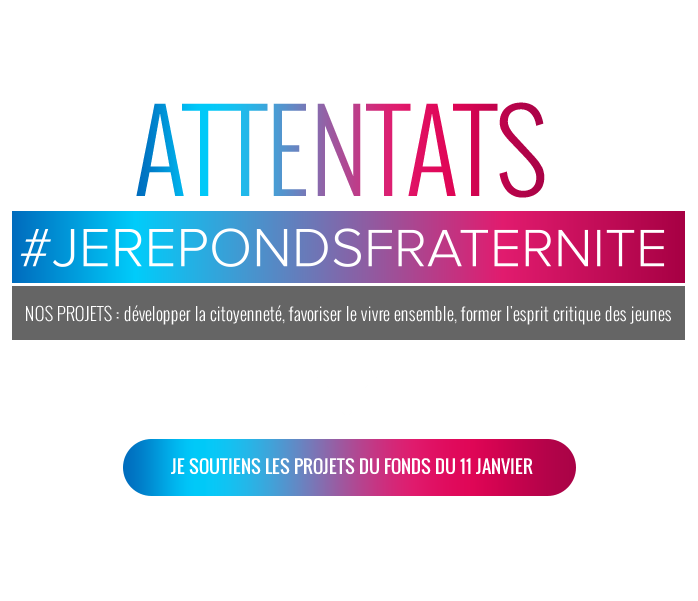 ATTENTATS
#JEREPONDSFRATERNITE
NOS PROJETS : développer la citoyenneté, favoriser le vivre ensemble, former l'esprit critique des jeunes
JE SOUTIENS LES PROJETS DU FONDS DU 11 JANVIER